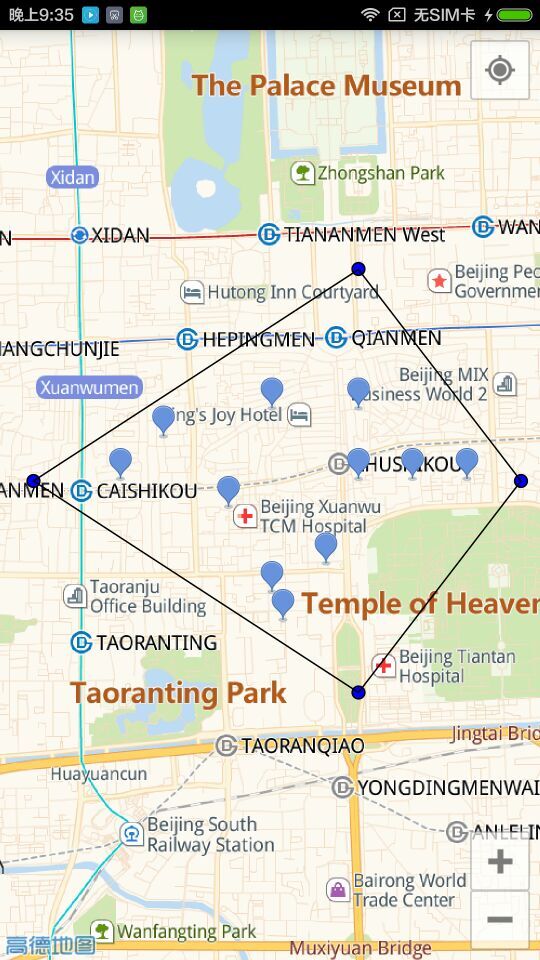 晚上9:35
无SIM卡
The Palace Museum
Zhongshan Park
Xidan
XIDAN
TIANANMEN West
WAN
N
Beijing Peo
Governmen
Hutong Inn Courtyard
HEPINGMEN
QIANMEN
IANGCHUNJIE
Beijing MIX
Business World 2
Xuanwumen
ing's Joy Hotel
HUSHIKOU
ANMEN
CAISHIKOU
Beijing Xuanwu
TCM Hospital
Taoranju
Office Building
Temple of Heaven
TAORANTING
Beijing Tiantan
Hospital
Taoranting Park
Jingtai Brid
TAORANQIAO
Huayuancun
YONGDINGMENWAI
Beijing South
Railway Station
ANLELIN
Bairong World
Trade Center
Wanfangting Park
高德地图
Muxiyuan Bridge